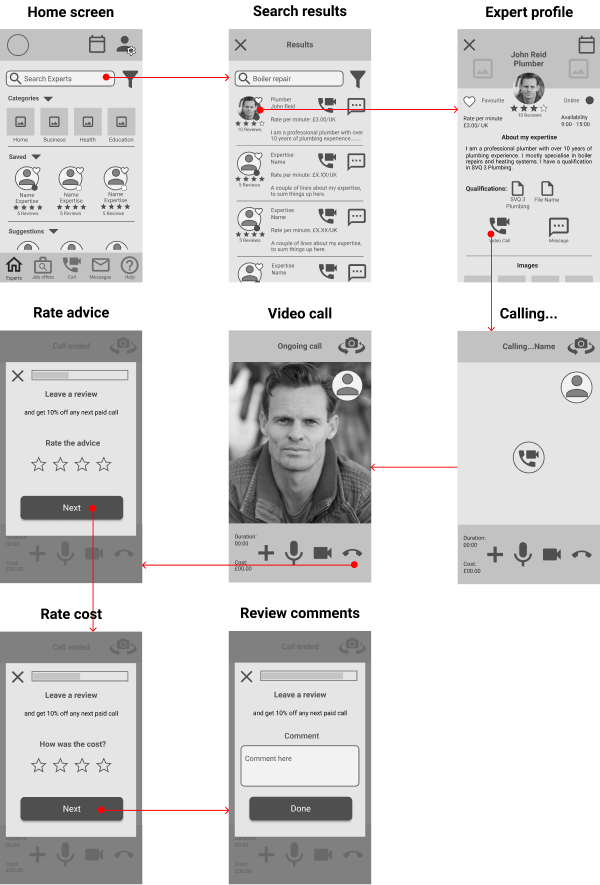 Home screen
Search results
Expert profile
Search Experts
Categories
Home
Business
Health
Education
Saved
Name
Expertise
5 Reviews
Name
Expertise
5 Reviews
Name
Expertise
5 Reviews
Suggestions
Experts
Job offers
Call
Messages
Help
Results
Boiler repair
Plumber
John Reid
10 Reviews
Rate per minute: £3.00/UK
I am a professional plumber with over
10 years of plumbing experience......
Expertise
Name
5 Reviews
Rate per minute: £X.XX/UK
A couple of lines about my expertise,
to sum things up here.
Expertise
Name
5 Reviews
Rate per minute: £X.XX/UK
A couple of lines about my expertise,
to sum things up here.
Expertise
Name
John Reid
Plumber
Favourite
Online
10 Reviews
Rate per minute
£3.00/ UK
Availability
9:00 - 15:00
About my expertise
I am a professional plumber with over 10 years of
plumbing experience. I mostly specialise in boiler
repairs and heating systems. I have a qualification
in SVQ 3 Plumbing.
Qualifications:
SVQ 3
Plumbing
File Name
Video Call
Message
Images
Rate advice
Video call
Calling...
Call ended
Leave a review
and get 10% off any next paid call
Rate the advice
Next
Duration:
00:00
Cost:
£00.00
Ongoing call
Duration:
00:00
Cost:
£00.00
Calling...Name
Duration:
00:00
Cost:
£00.00
Rate cost
Review comments
Call ended
Leave a review
and get 10% off any next paid call
How was the cost?
Next
Duration:
00:00
Cost:
£00.00
Call ended
Leave a review
and get 10% off any next paid call
Comment
Comment here
Done
Duration:
00:00
Cost:
£00.00